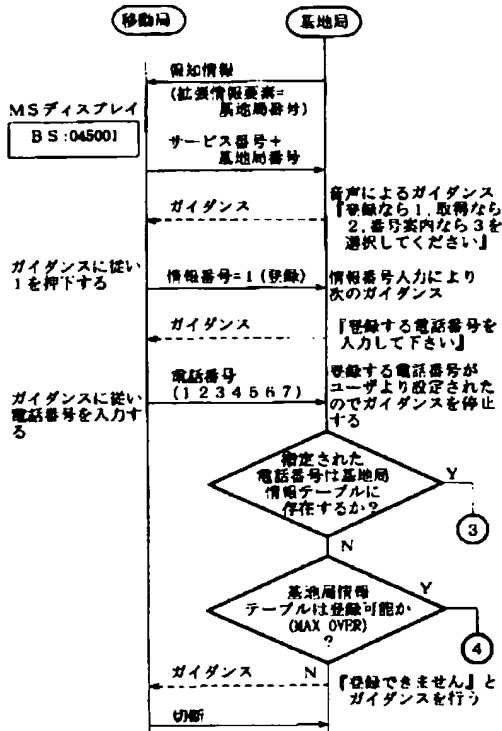 移動局
基地局
報知情報
(拡張情報要素=
基地局番号)
MSディスプレイ
BS:045001
サービス番号+
基地局番号
音声によるガイダンス
ガイダンス
『登録なら1,取得なら
2,番号案内なら3を
選択してください』
ガイダンスに従い
1を押下する
情報番号=1(登録)
情報番号入力により
次のガイダンス
ガイダンス
『登録する電話番号を
入力して下さい』
電話番号
(1234567)
ガイダンスに従い
電話番号を入力す
る
登録する電話番号が
ユーザより設定された
のでガイダンスを停止
する
指定された
電話番号は基地局
情報テーブルに
存在するか?
Y
3
N
基地局情報
テーブルは登録可能か
(MAX OVER)
?
Y
4
N
ガイダンス
『登録できません』と
ガイダンスを行う
切断